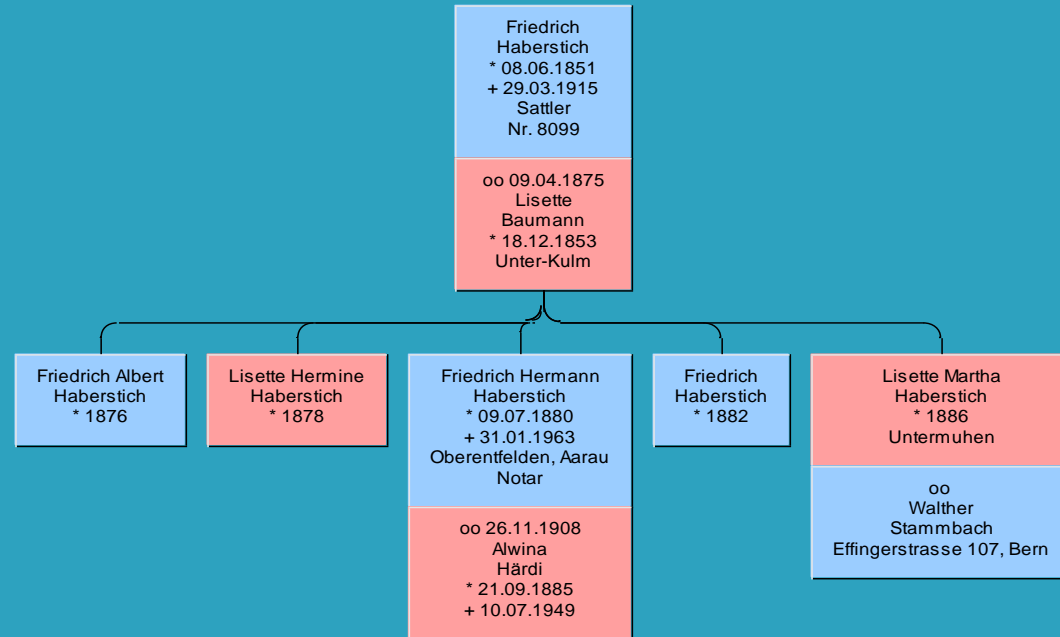 Friedrich
Haberstich
* 08.06.1851
+ 29.03.1915
Sattler
Nr. 8099
oo 09.04.1875
Lisette
Baumann
* 18.12.1853
Unter-Kulm
Friedrich Albert
Haberstich
* 1876
Lisette Hermine
Haberstich
* 1878
Friedrich Hermann
Haberstich
* 09.07.1880
+ 31.01.1963
Oberentfelden, Aarau
Notar
oo 26.11.1908
Alwina
Härdi
* 21.09.1885
+ 10.07.1949
Friedrich
Haberstich
* 1882
Lisette Martha
Haberstich
* 1886
Untermuhen
oo
Walther
Stammbach
Effingerstrasse 107, Bern